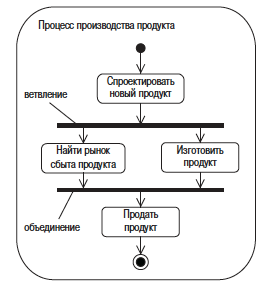 Процесс производства продукта
Спроектировать
новый продукт
ветвление
Найти рынок
сбыта продукта
Изготовить
продукт
Продать
продукт
объединение